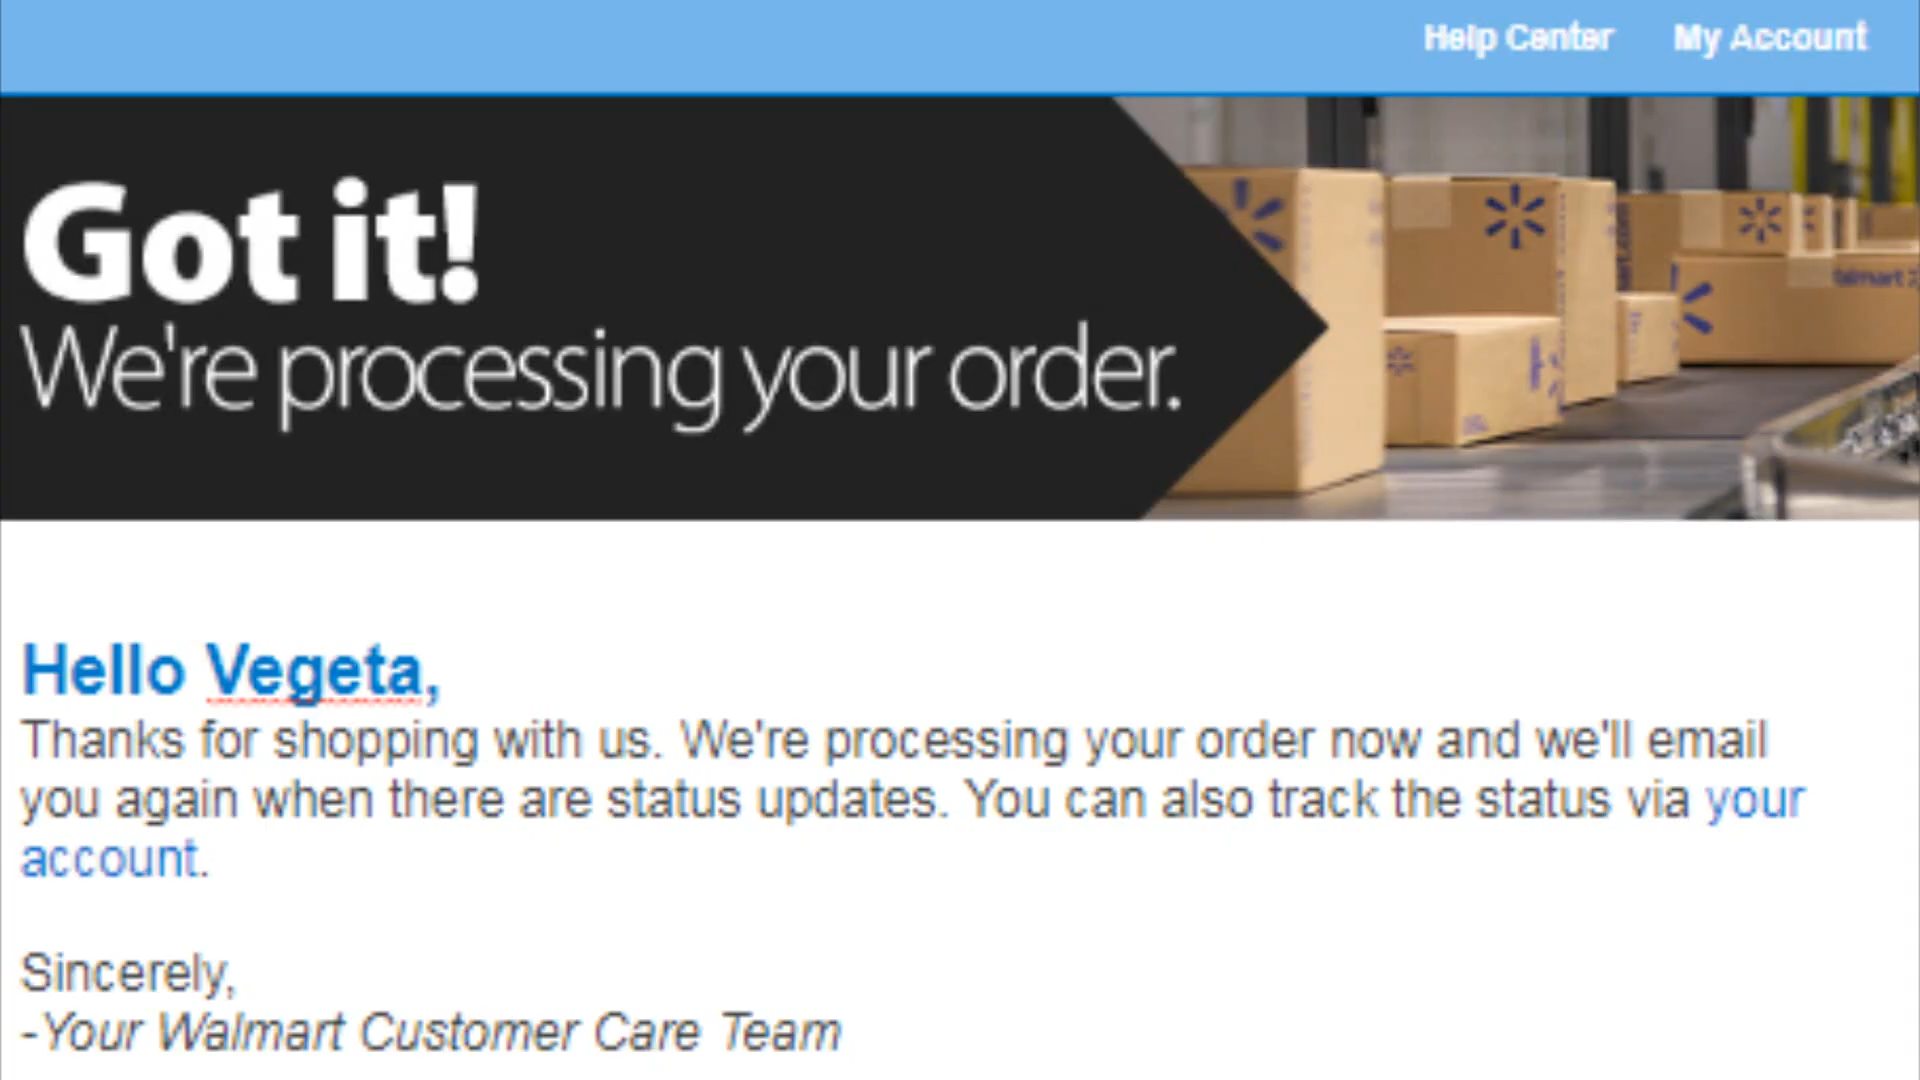 Help Center My Account
Got it!
We're processing your order.
Hello Vegeta,
Thanks for shopping with us. We're processing your order now and we'll email
you again when there are status updates. You can also track the status via your
account.
Sincerely,
-Your Walmart Customer Care Team